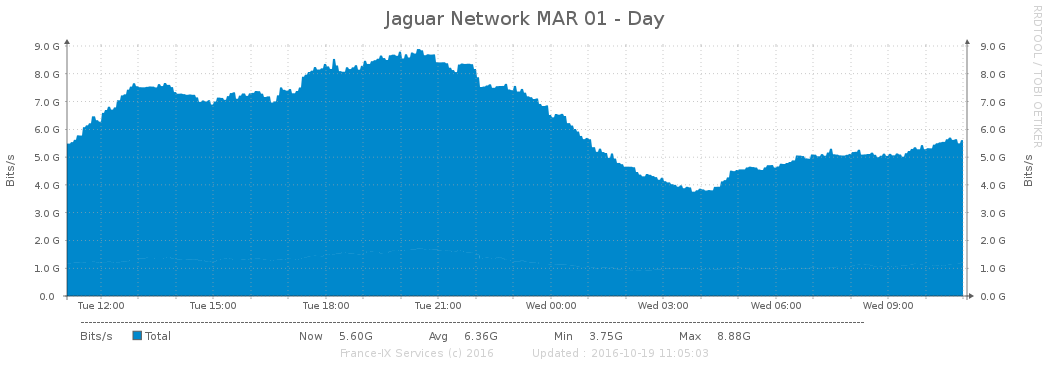 Jaguar Network MAR 01 - Day
RRDTOOL / TOBI OETIKER
Bits/s
9.0 G
8.0 G
7.0 G
6.0 G
5.0 G
4.0 G
3.0 G
2.0 G
1.0 G
0.0
9.0 G
8.0 G
7.0 G
6.0 G
5.0 G
4.0 G
3.0 G
2.0 G
1.0 G
0.0 G
Bits/s
Tue 12:00 Tue 15:00 Tue 18:00 Tue 21:00 Wed 00:00 Wed 03:00 Wed 06:00 Wed 09:00
Bits/s Total Now 5.60G Avg 6.36G Min 3.75G Max 8.88G
France-IX Services (c) 2016 Updated : 2016-10-19 11:05:03